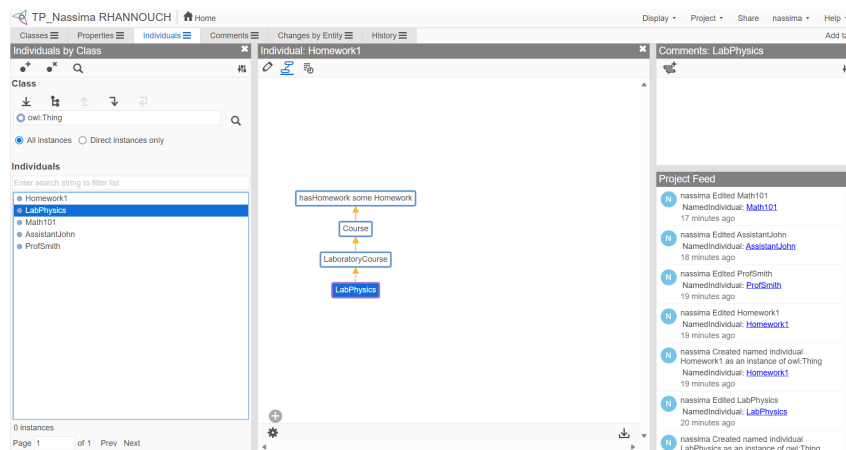 TP_Nassima RHANNOUCH Home Display Project Share nassima Help
Classes Properties Individuals Comments Changes by Entity History Add ta
Individuals by Class
Class
owl:Thing
All instances Direct instances only
Individuals
Enter search string to filter list
Homework1
LabPhysics
Math101
AssistantJohn
ProfSmith
0 instances
Page 1 of 1 Prev Next
Individual: Homework1
hasHomework some Homework
Course
LaboratoryCourse
LabPhysics
Comments: LabPhysics
Project Feed
N nassima Edited Math101
NamedIndividual: Math101
17 minutes ago
N nassima Edited AssistantJohn
NamedIndividual: AssistantJohn
18 minutes ago
N nassima Edited ProfSmith
NamedIndividual: ProfSmith
19 minutes ago
N nassima Edited Homework1
NamedIndividual: Homework1
19 minutes ago
N nassima Created named individual
Homework1 as an instance of owl:Thing
NamedIndividual: Homework1
19 minutes ago
N nassima Edited LabPhysics
NamedIndividual: LabPhysics
20 minutes ago
N nassima Created named individual
LabPhysics as an instance of owl:Thing